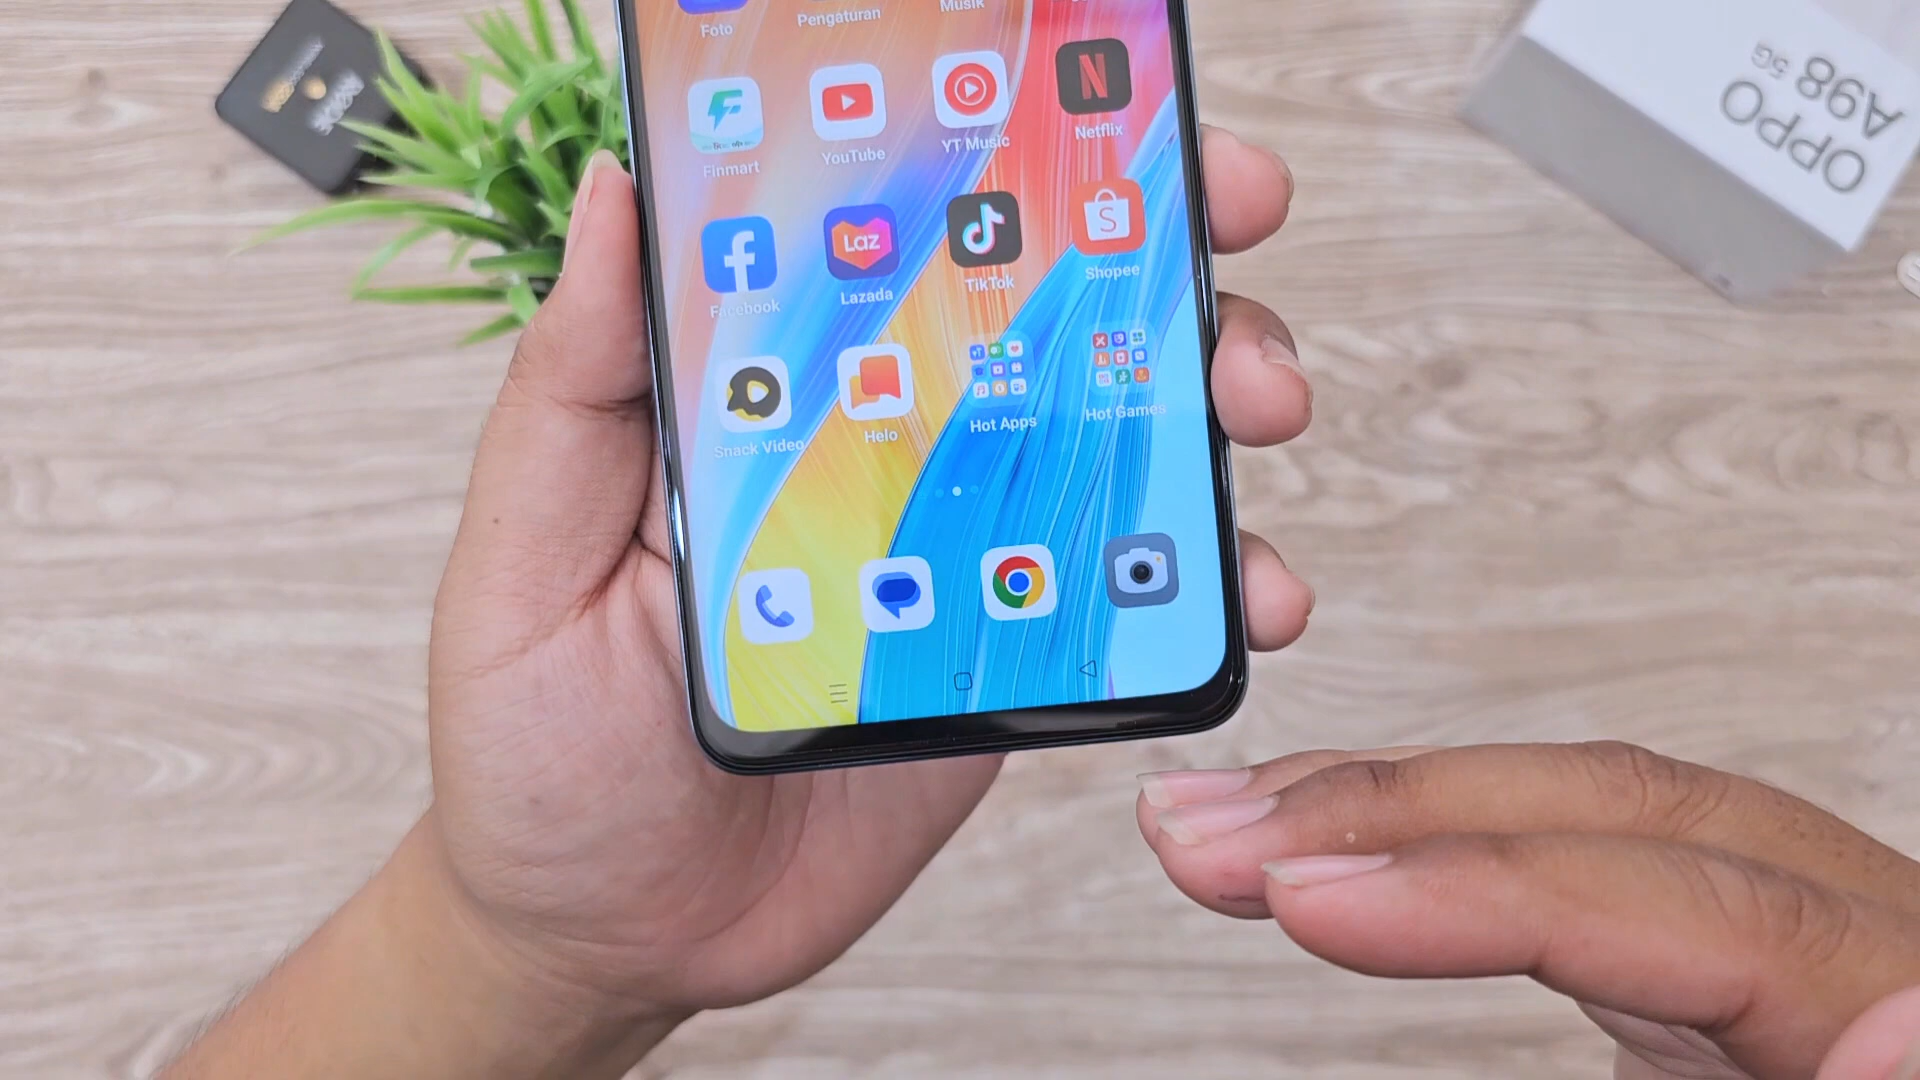 Foto
Pengaturan
Musik
Finmart
YouTube
YT Music
Netflix
Facebook
Laz
Lazada
TikTok
S
Shopee
Snack Video
Helo
Hot Apps
Hot Games
OPPO
A98 5G